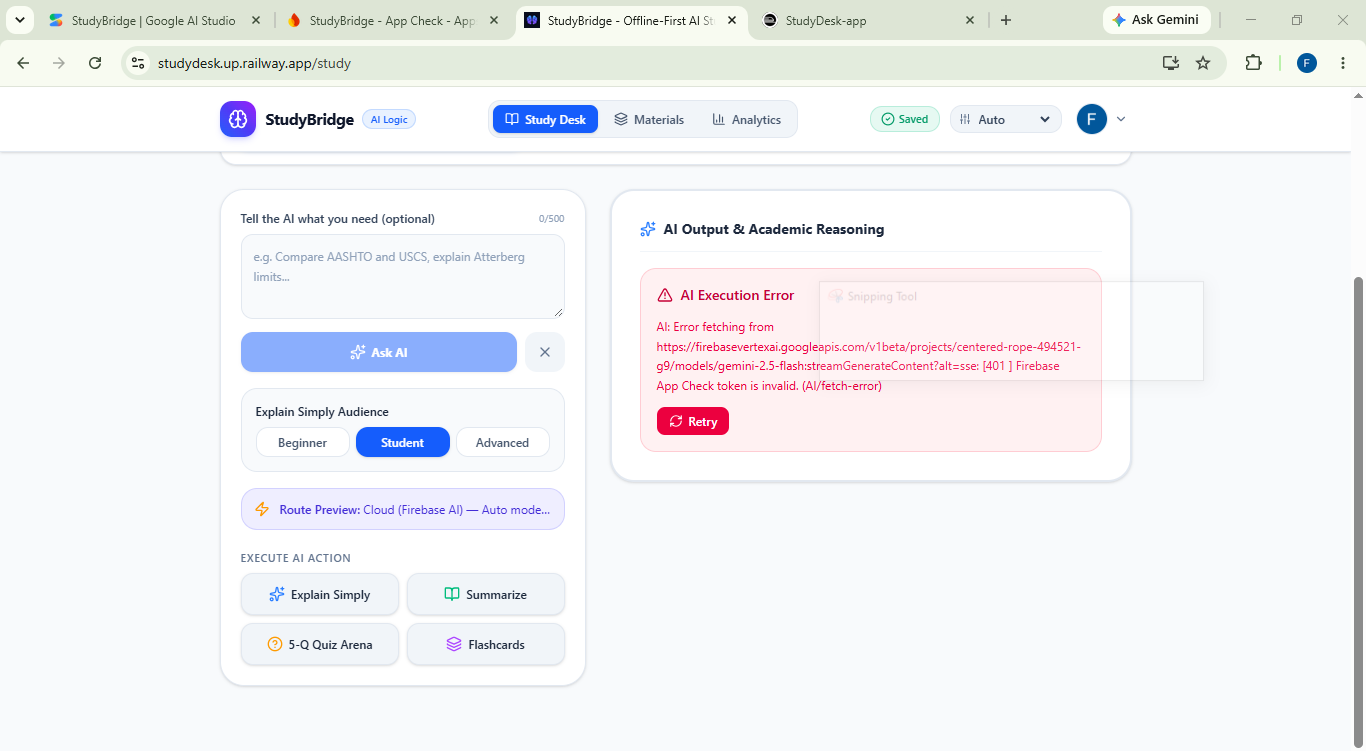 StudyBridge | Google AI Studio
StudyBridge - App Check - App
StudyBridge - Offline-First AI St
StudyDesk-app
Ask Gemini
studydesk.up.railway.app/study
F
StudyBridge
AI Logic
Study Desk
Materials
Analytics
Saved
Auto
F
Tell the AI what you need (optional)
0/500
e.g. Compare AASHTO and USCS, explain Atterberg
limits...
Ask AI
Explain Simply Audience
Beginner
Student
Advanced
Route Preview: Cloud (Firebase AI) — Auto mode...
EXECUTE AI ACTION
Explain Simply
Summarize
5-Q Quiz Arena
Flashcards
AI Output & Academic Reasoning
AI Execution Error
Snipping Tool
AI: Error fetching from
https://firebasevertexai.googleapis.com/v1beta/projects/centered-rope-494521-
g9/models/gemini-2.5-flash:streamGenerateContent?alt=sse: [401 ] Firebase
App Check token is invalid. (AI/fetch-error)
Retry